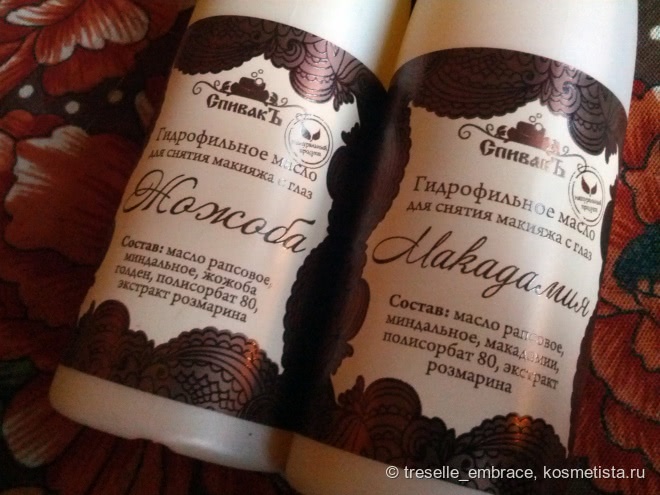 СпивакЪ
Гидрофильное масло
для снятия макияжа с глаз
Жожоба
Состав: масло рапсовое,
миндальное, жожоба
голден, полисорбат 80,
экстракт розмарина
СпивакЪ
Гидрофильное масло
для снятия макияжа с глаз
Макадамия
Состав: масло рапсовое,
миндальное, макадамии,
полисорбат 80, экстракт
розмарина
© treselle_embrace, kosmetista.ru